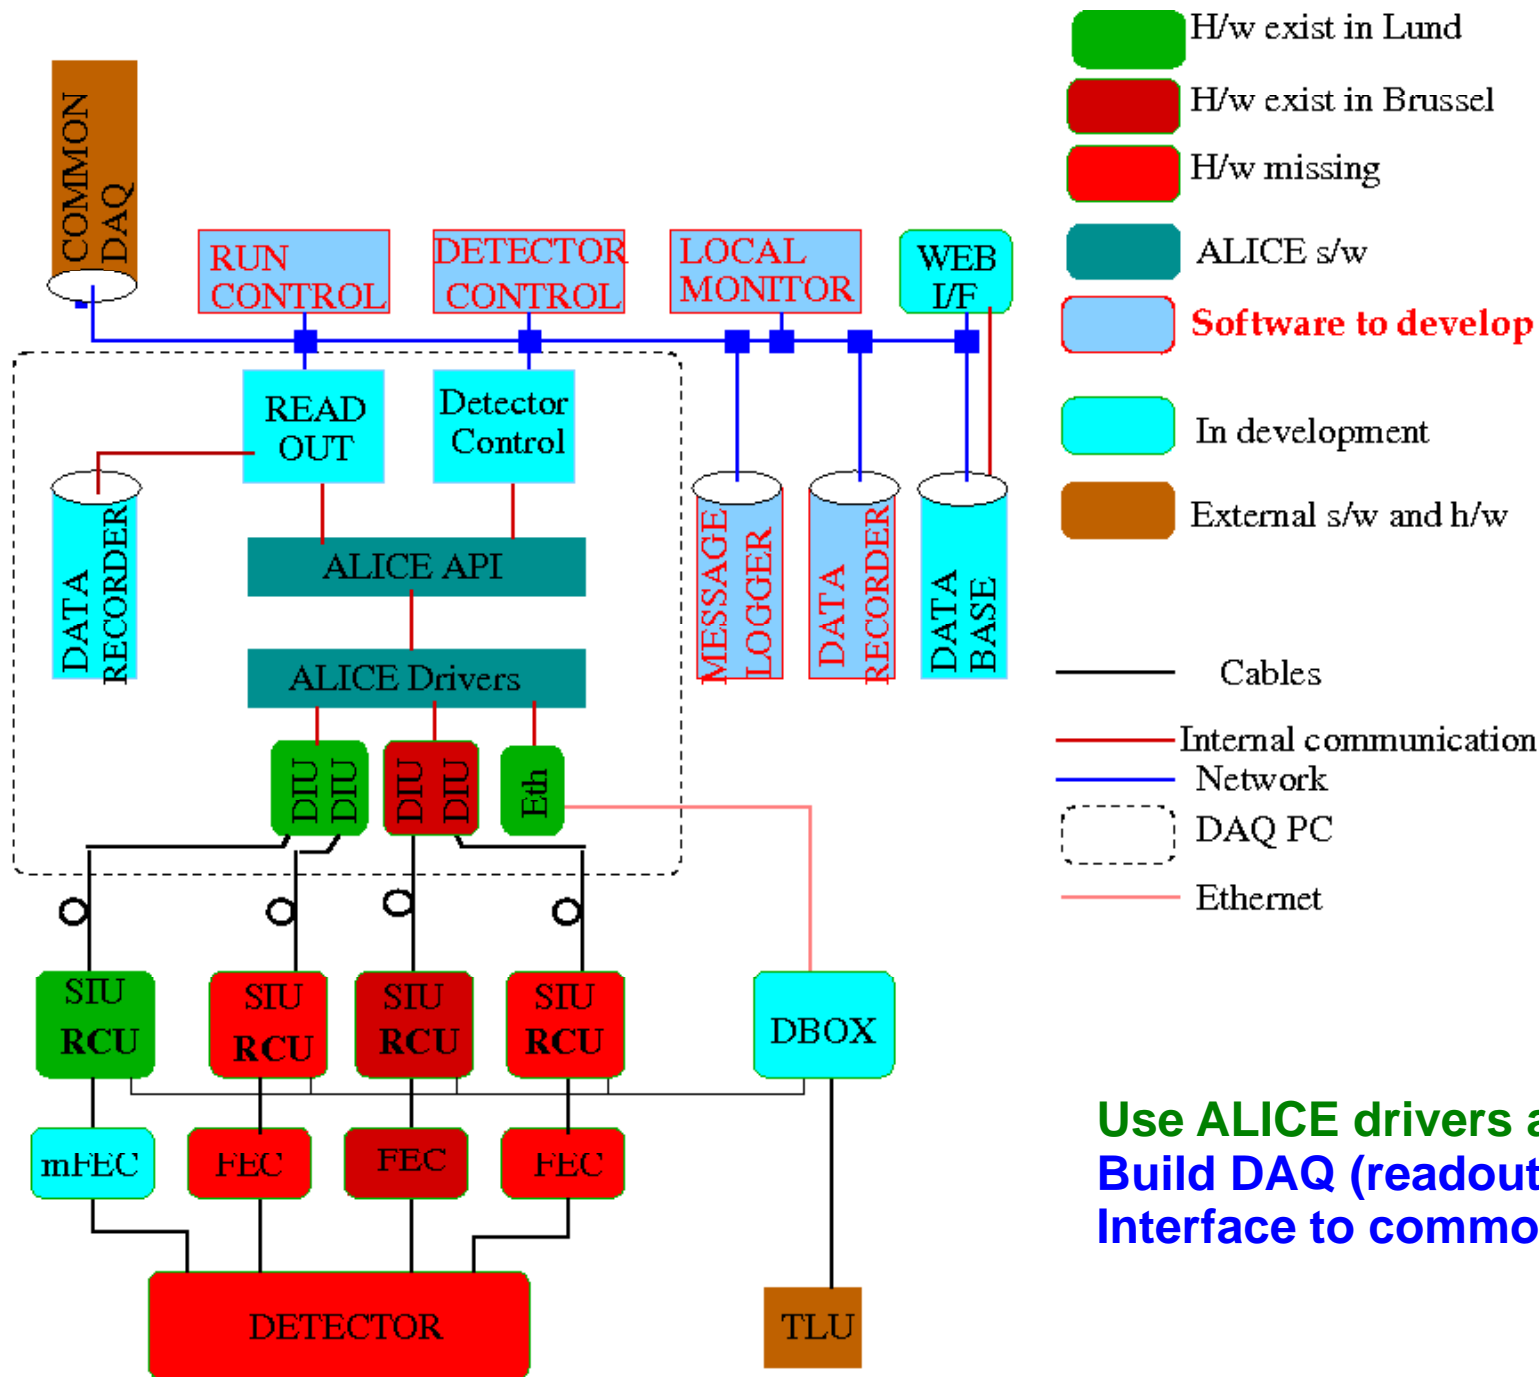 COMMON
DAQ
RUN
CONTROL
DETECTOR
CONTROL
LOCAL
MONITOR
WEB
I/F
READ
OUT
Detector
Control
DATA
RECORDER
MESSAGE
LOGGER
DATA
RECORDER
DATA
BASE
ALICE API
ALICE Drivers
DIU
DIU
DIU
DIU
Eth
SIU
RCU
SIU
RCU
SIU
RCU
SIU
RCU
DBOX
mFEC
FEC
FEC
FEC
DETECTOR
TLU
H/w exist in Lund
H/w exist in Brussel
H/w missing
ALICE s/w
Software to develop
In development
External s/w and h/w
Cables
Internal communication
Network
DAQ PC
Ethernet
Use ALICE drivers a
Build DAQ (readout
Interface to commo